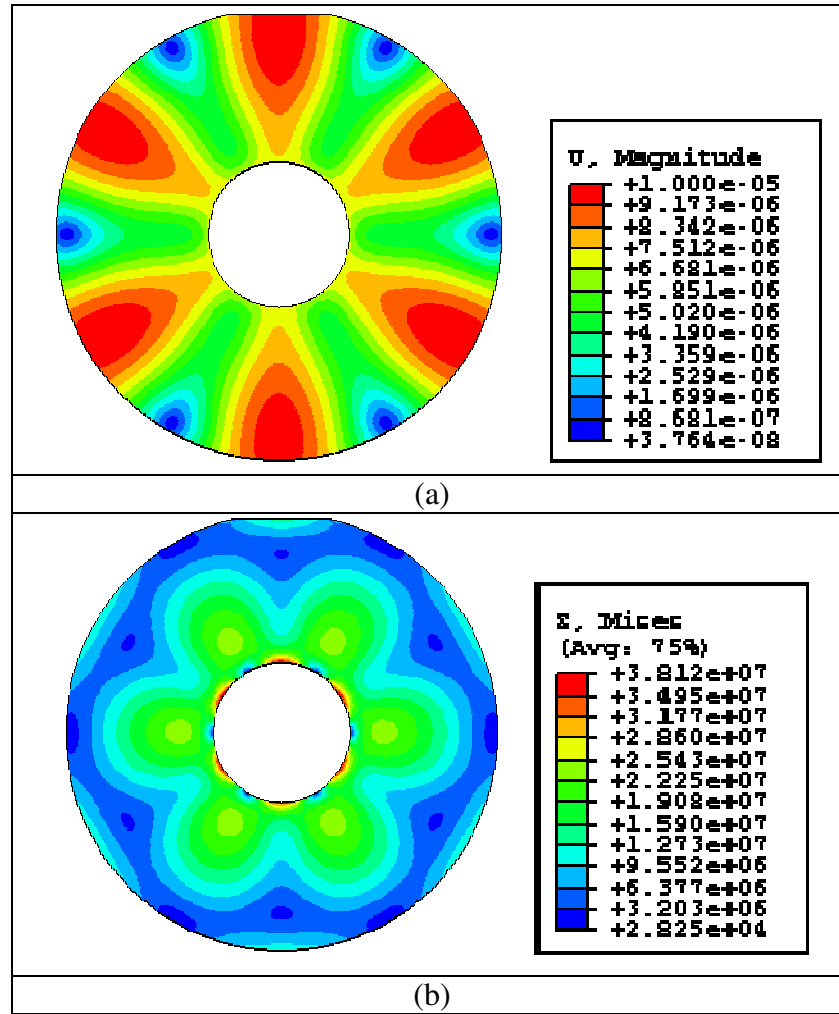 U, Magnitude
+1.000e-05
+9.173e-06
+8.342e-06
+7.512e-06
+6.681e-06
+5.851e-06
+5.020e-06
+4.190e-06
+3.359e-06
+2.529e-06
+1.699e-06
+8.681e-07
+3.764e-08
(a)
S, Mises
(Avg: 75%)
+3.812e+07
+3.495e+07
+3.177e+07
+2.860e+07
+2.543e+07
+2.225e+07
+1.908e+07
+1.590e+07
+1.273e+07
+9.552e+06
+6.377e+06
+3.203e+06
+2.825e+04
(b)